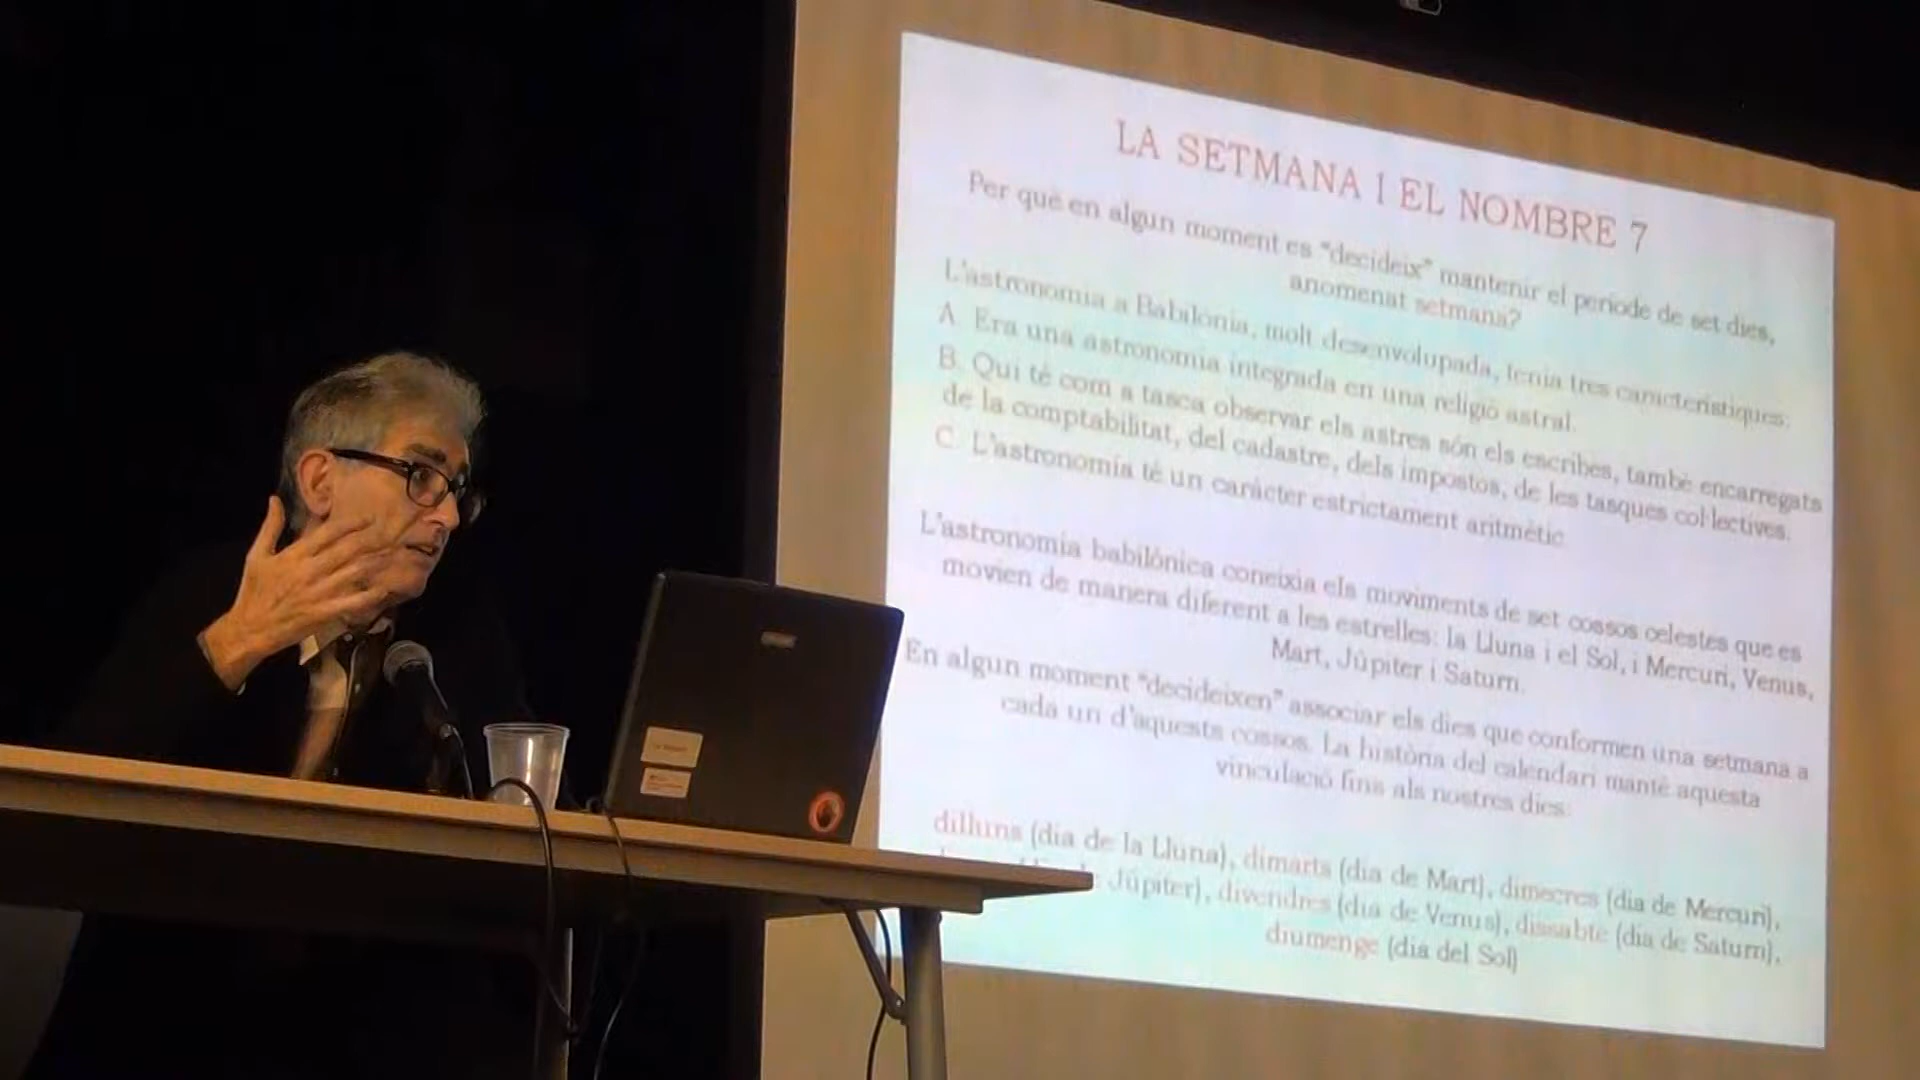 LA SETMANA I EL NOMBRE 7
Per què en algun moment es "decideix" mantenir el període de set dies,
anomenat setmana?
L'astronomia a Babilònia, molt desenvolupada, tenia tres característiques:
A. Era una astronomia integrada en una religió astral.
B. Qui té com a tasca observar els astres són els escribes, també encarregats
de la comptabilitat, del cadastre, dels impostos, de les tasques col·lectives.
C. L'astronomia té un caràcter estrictament aritmètic.
L'astronomia babilònica coneixia els moviments de set cossos celestes que es
movien de manera diferent a les estrelles: la Lluna i el Sol, i Mercuri, Venus,
Mart, Júpiter i Saturn.
En algun moment "decideixen" associar els dies que conformen una setmana a
cada un d'aquests cossos. La història del calendari manté aquesta
vinculació fins als nostres dies:
dilluns (dia de la Lluna), dimarts (dia de Mart), dimecres (dia de Mercuri),
Júpiter), divendres (dia de Venus), dissabte (dia de Saturn),
diumenge (dia del Sol)